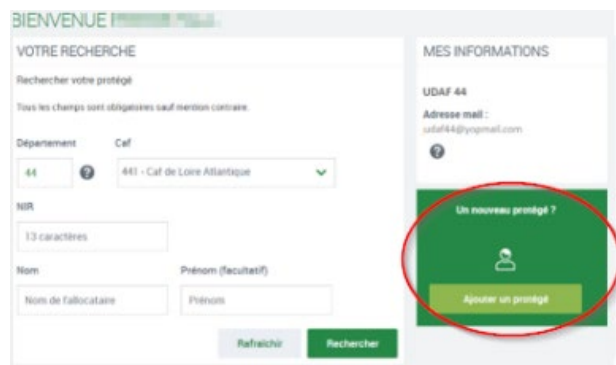 BIENVENUE
VOTRE RECHERCHE
Rechercher votre protégé
Tous les champs sont obligatoires sauf mention contraire.
Département
Caf
44
?
441 - Caf de Loire Atlantique
NIR
13 caractères
Nom
Prénom (facultatif)
Nom de l'allocataire
Prénom
Rafraîchir
Rechercher
MES INFORMATIONS
UDAF 44
Adresse mail :
udaf44@yopmail.com
?
Un nouveau protégé ?
Ajouter un protégé